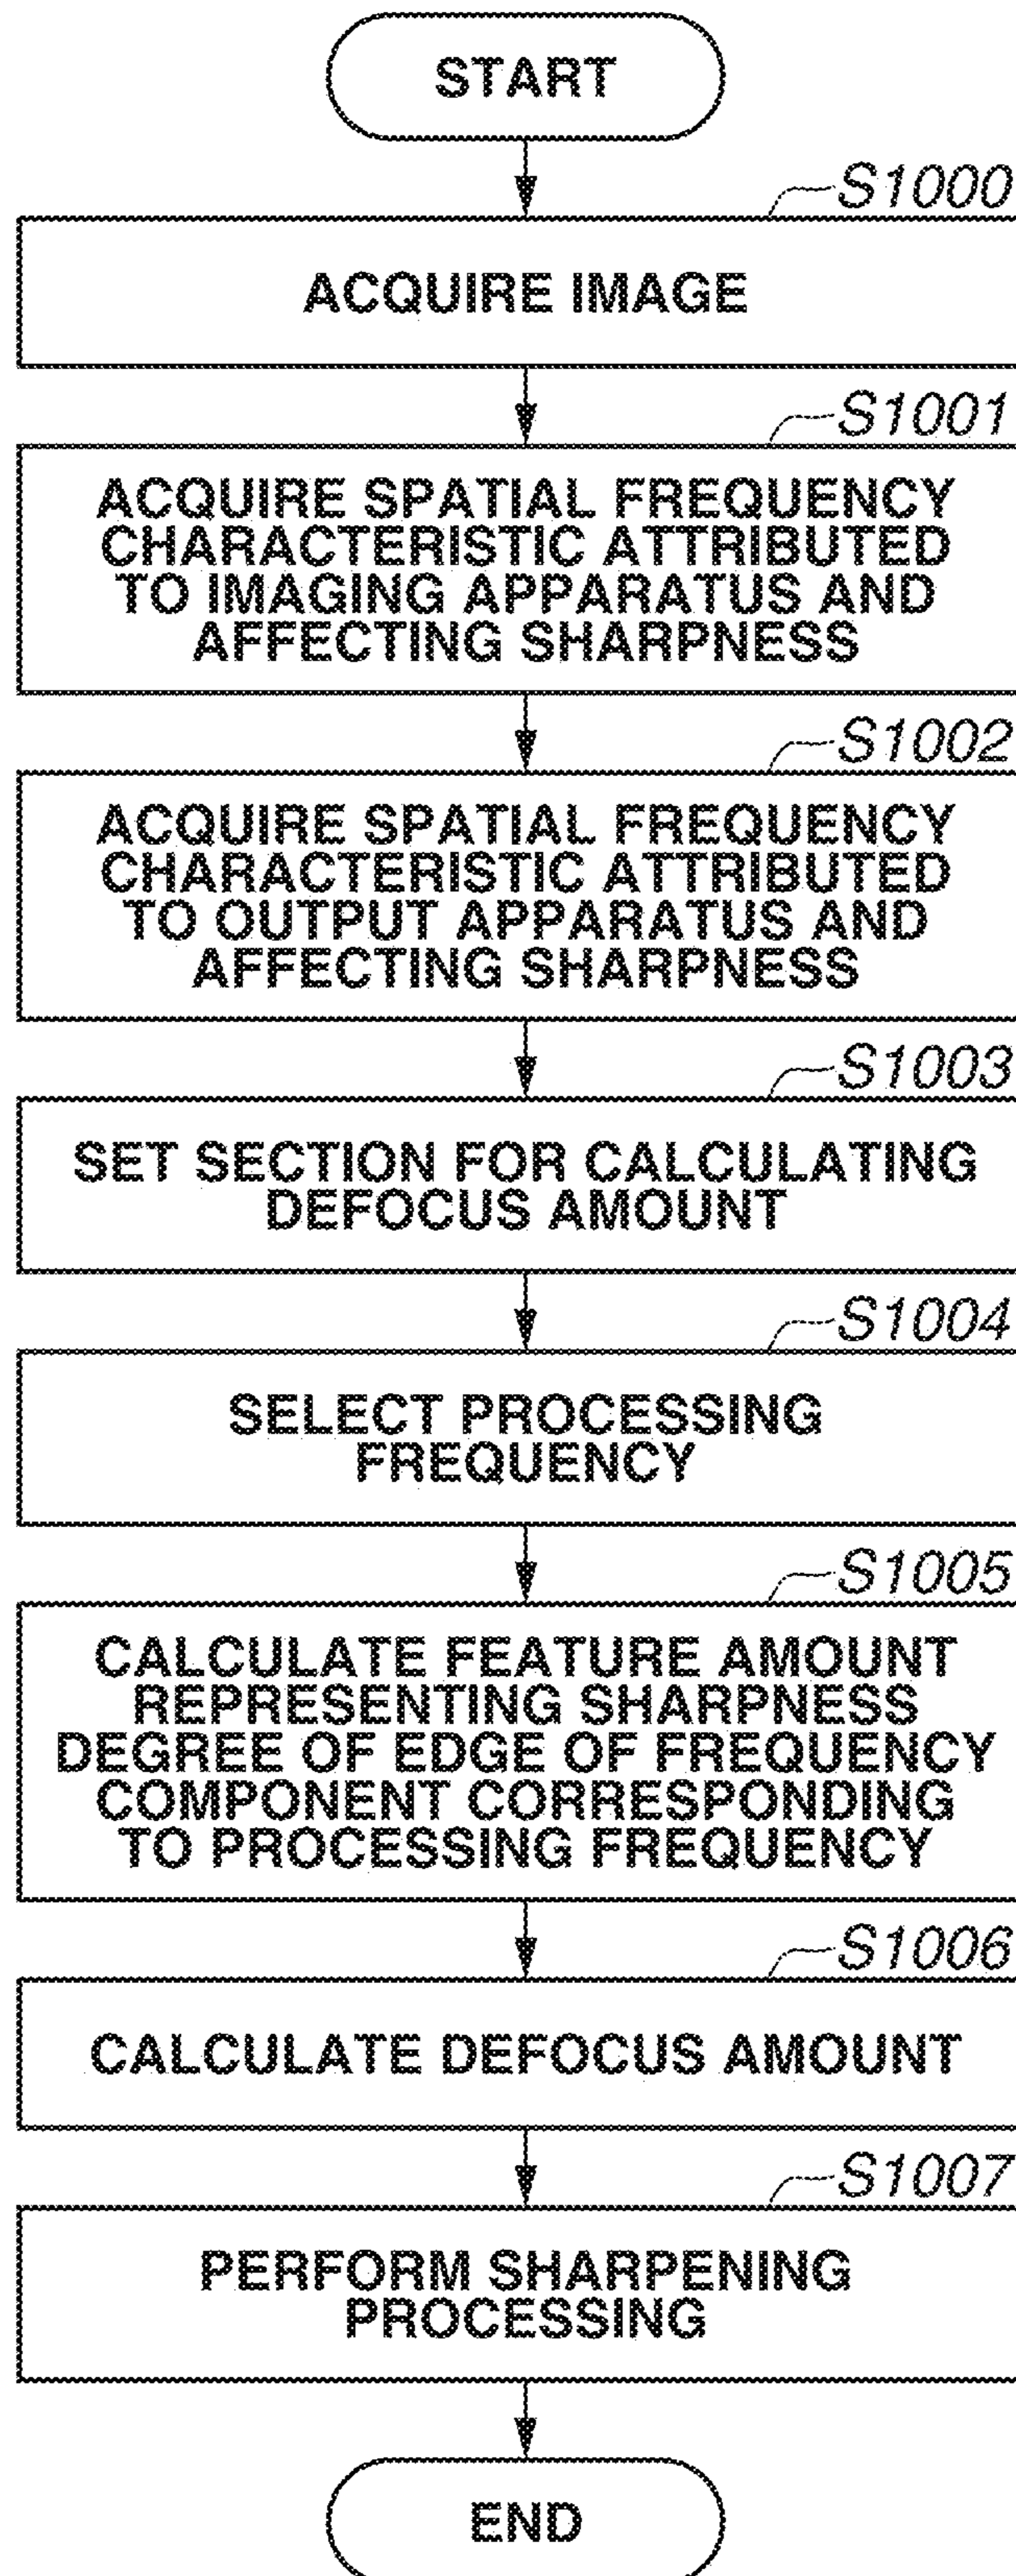 START
S1000
ACQUIRE IMAGE
S1001
ACQUIRE SPATIAL FREQUENCY
CHARACTERISTIC ATTRIBUTED
TO IMAGING APPARATUS AND
AFFECTING SHARPNESS
S1002
ACQUIRE SPATIAL FREQUENCY
CHARACTERISTIC ATTRIBUTED
TO OUTPUT APPARATUS AND
AFFECTING SHARPNESS
S1003
SET SECTION FOR CALCULATING
DEFOCUS AMOUNT
S1004
SELECT PROCESSING
FREQUENCY
S1005
CALCULATE FEATURE AMOUNT
REPRESENTING SHARPNESS
DEGREE OF EDGE OF FREQUENCY
COMPONENT CORRESPONDING
TO PROCESSING FREQUENCY
S1006
CALCULATE DEFOCUS AMOUNT
S1007
PERFORM SHARPENING
PROCESSING
END